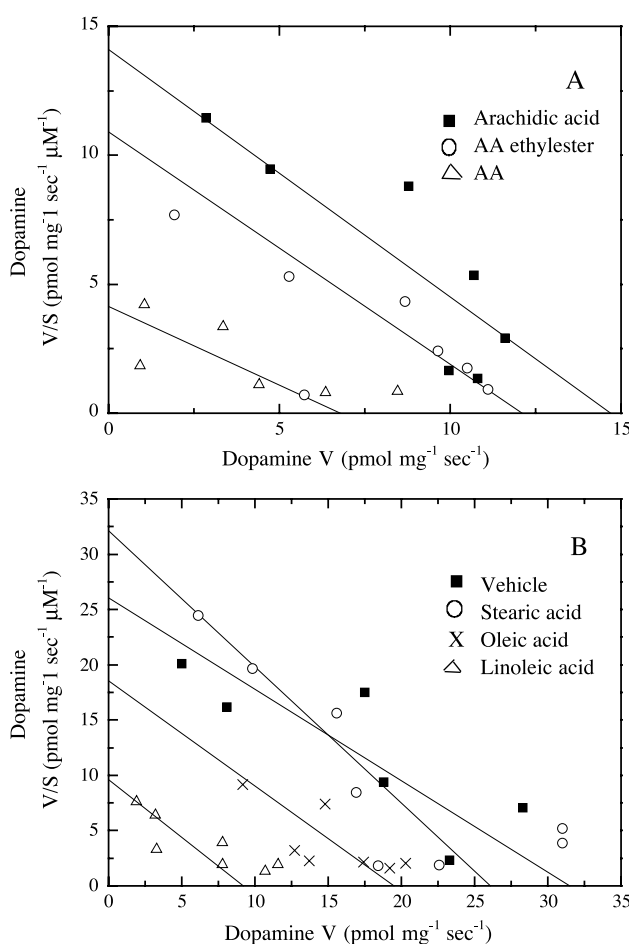 A
Arachidic acid
AA ethylester
AA
15
10
5
0
Dopamine
V/S (pmol mg-1 sec⁻¹ μM⁻¹)
0 5 10 15
Dopamine V (pmol mg⁻¹ sec⁻¹)
B
Vehicle
Stearic acid
Oleic acid
Linoleic acid
35
30
25
20
15
10
5
0
Dopamine
V/S (pmol mg⁻¹ sec⁻¹ μM⁻¹)
0 5 10 15 20 25 30 35
Dopamine V (pmol mg⁻¹ sec⁻¹)